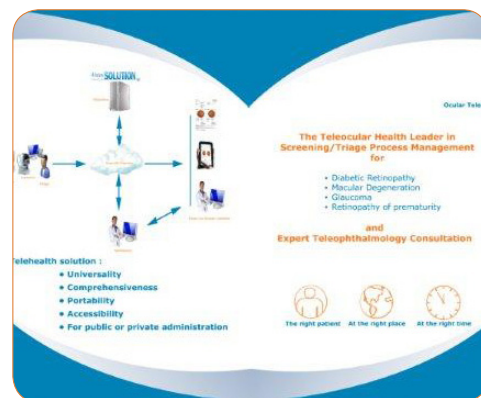 SOLUTION
Telehealth solution :
• Universality
• Comprehensiveness
• Portability
• Accessibility
• For public or private administration
Ocular Tele
The Teleocular Health Leader in
Screening/Triage Process Management
for
• Diabetic Retinopathy
• Macular Degeneration
• Glaucoma
• Retinopathy of prematurity
and
Expert Teleophthalmology Consultation
The right patient
At the right place
At the right time